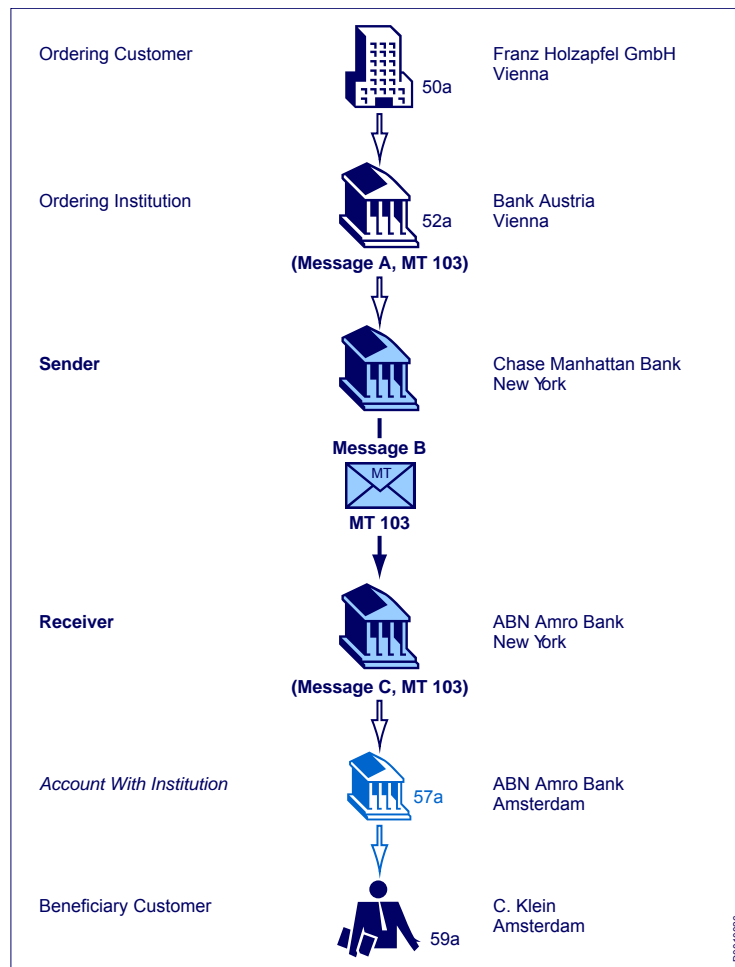 Ordering Customer
50a
Franz Holzapfel GmbH
Vienna
Ordering Institution
52a
Bank Austria
Vienna
(Message A, MT 103)
Sender
Chase Manhattan Bank
New York
Message B
MT
MT 103
Receiver
ABN Amro Bank
New York
(Message C, MT 103)
Account With Institution
57a
ABN Amro Bank
Amsterdam
Beneficiary Customer
59a
C. Klein
Amsterdam